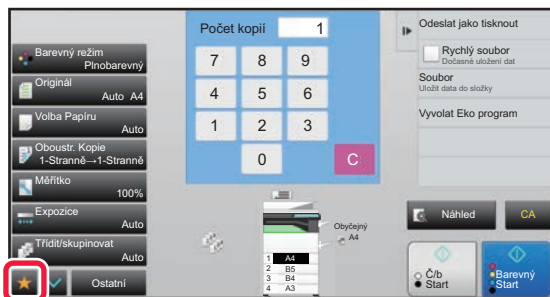 Barevný režim
Plnobarevný
Originál
Auto A4
Volba Papíru
Auto
Oboustr. Kopie
1-Stranně→1-Stranně
Měřítko
100%
Expozice
Auto
Třídit/skupinovat
Auto
Ostatní
Počet kopií 1
7 8 9
4 5 6
1 2 3
0 C
Obyčejný
A4
1 A4
2 B5
3 B4
4 A3
Odeslat jako tisknout
Rychlý soubor
Dočasné uložení dat
Soubor
Uložit data do složky
Vyvolat Eko program
Náhled CA
Č/b
Start
Barevný
Start